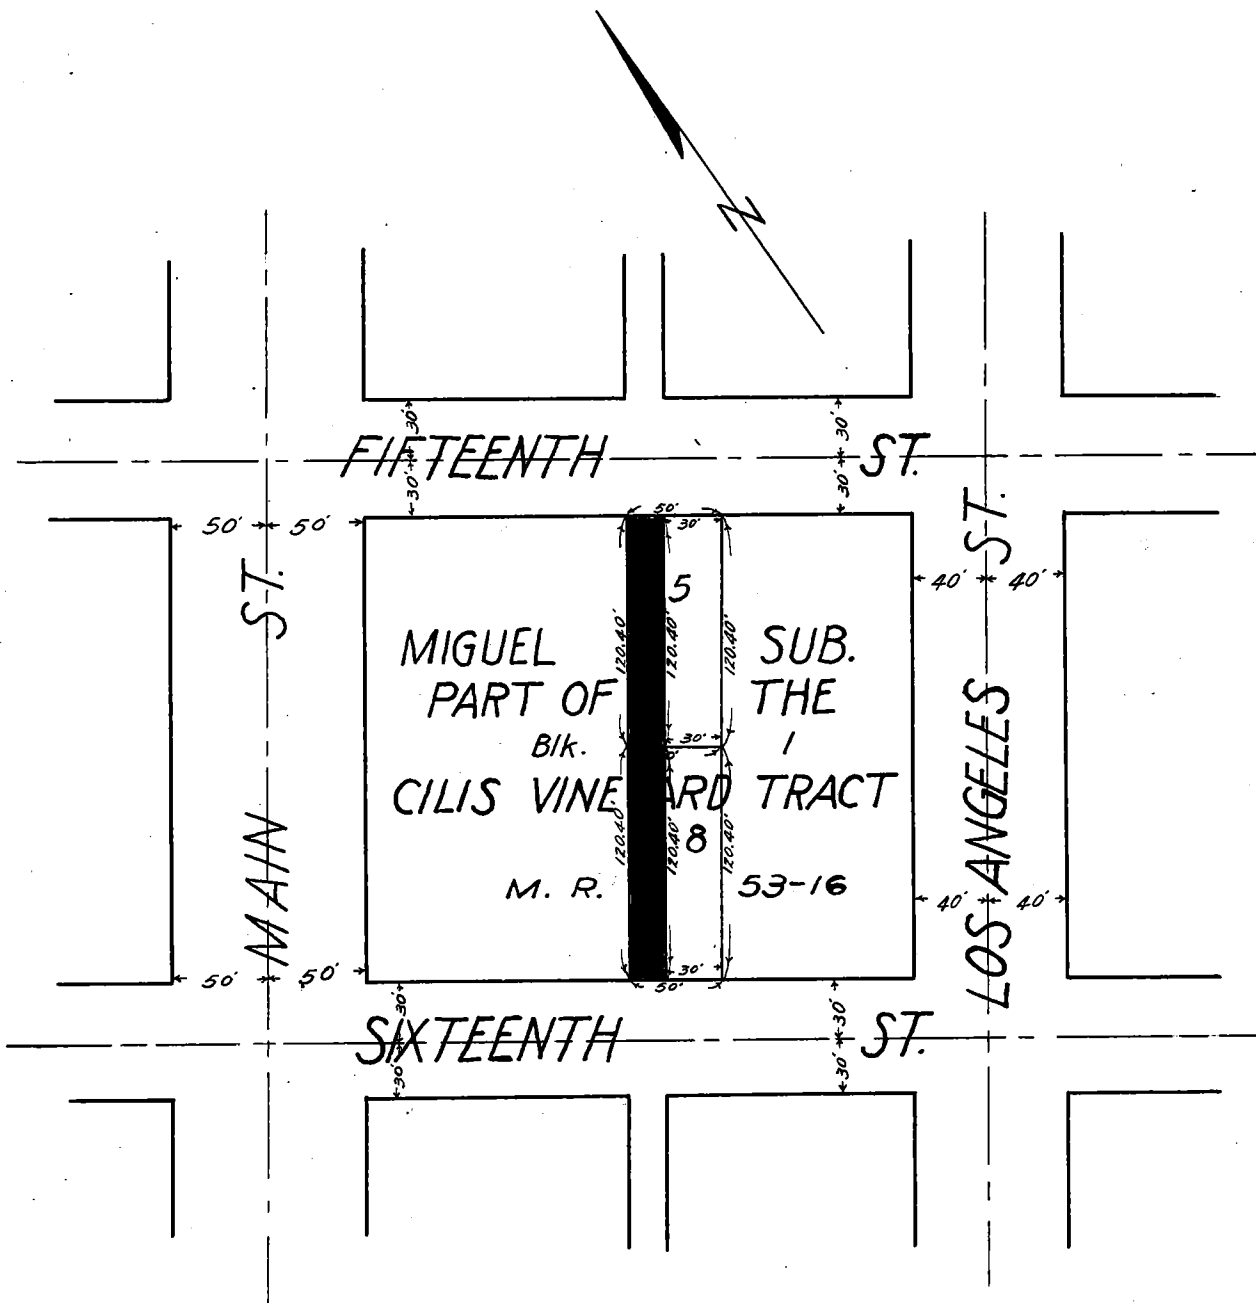 N
30' 30'
FIFTEENTH ST.
30' 30'
50' 50' 50' 30'
5
40' 40'
MAIN ST.
LOS ANGELES ST.
120.40' 120.40' 120.40'
MIGUEL SUB.
PART OF THE
30'
Blk. 1
CILIS VINE ARD TRACT
120.40' 120.40' 120.40'
8
M. R. 53-16
40' 40'
50' 50' 30'
50'
30' 30'
SIXTEENTH ST.
30' 30'